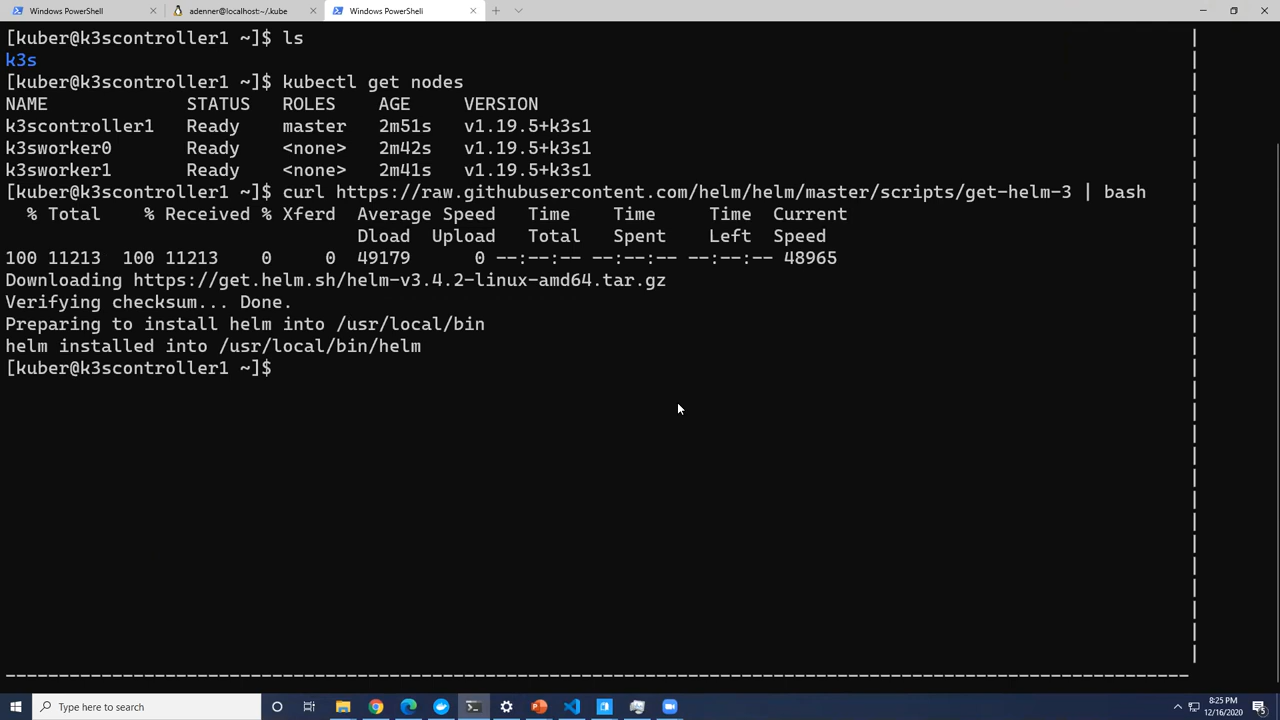 Windows PowerShell
adenner@localhost:~/.kube
Windows PowerShell
[kuber@k3scontroller1 ~]$ ls
k3s
[kuber@k3scontroller1 ~]$ kubectl get nodes
NAME STATUS ROLES AGE VERSION
k3scontroller1 Ready master 2m51s v1.19.5+k3s1
k3sworker0 Ready <none> 2m42s v1.19.5+k3s1
k3sworker1 Ready <none> 2m41s v1.19.5+k3s1
[kuber@k3scontroller1 ~]$ curl https://raw.githubusercontent.com/helm/helm/master/scripts/get-helm-3 | bash
% Total % Received % Xferd Average Speed Time Time Time Current
Dload Upload Total Spent Left Speed
100 11213 100 11213 0 0 49179 0 --:--:-- --:--:-- --:--:-- 48965
Downloading https://get.helm.sh/helm-v3.4.2-linux-amd64.tar.gz
Verifying checksum... Done.
Preparing to install helm into /usr/local/bin
helm installed into /usr/local/bin/helm
[kuber@k3scontroller1 ~]$
Type here to search
8:25 PM
12/16/2020
5